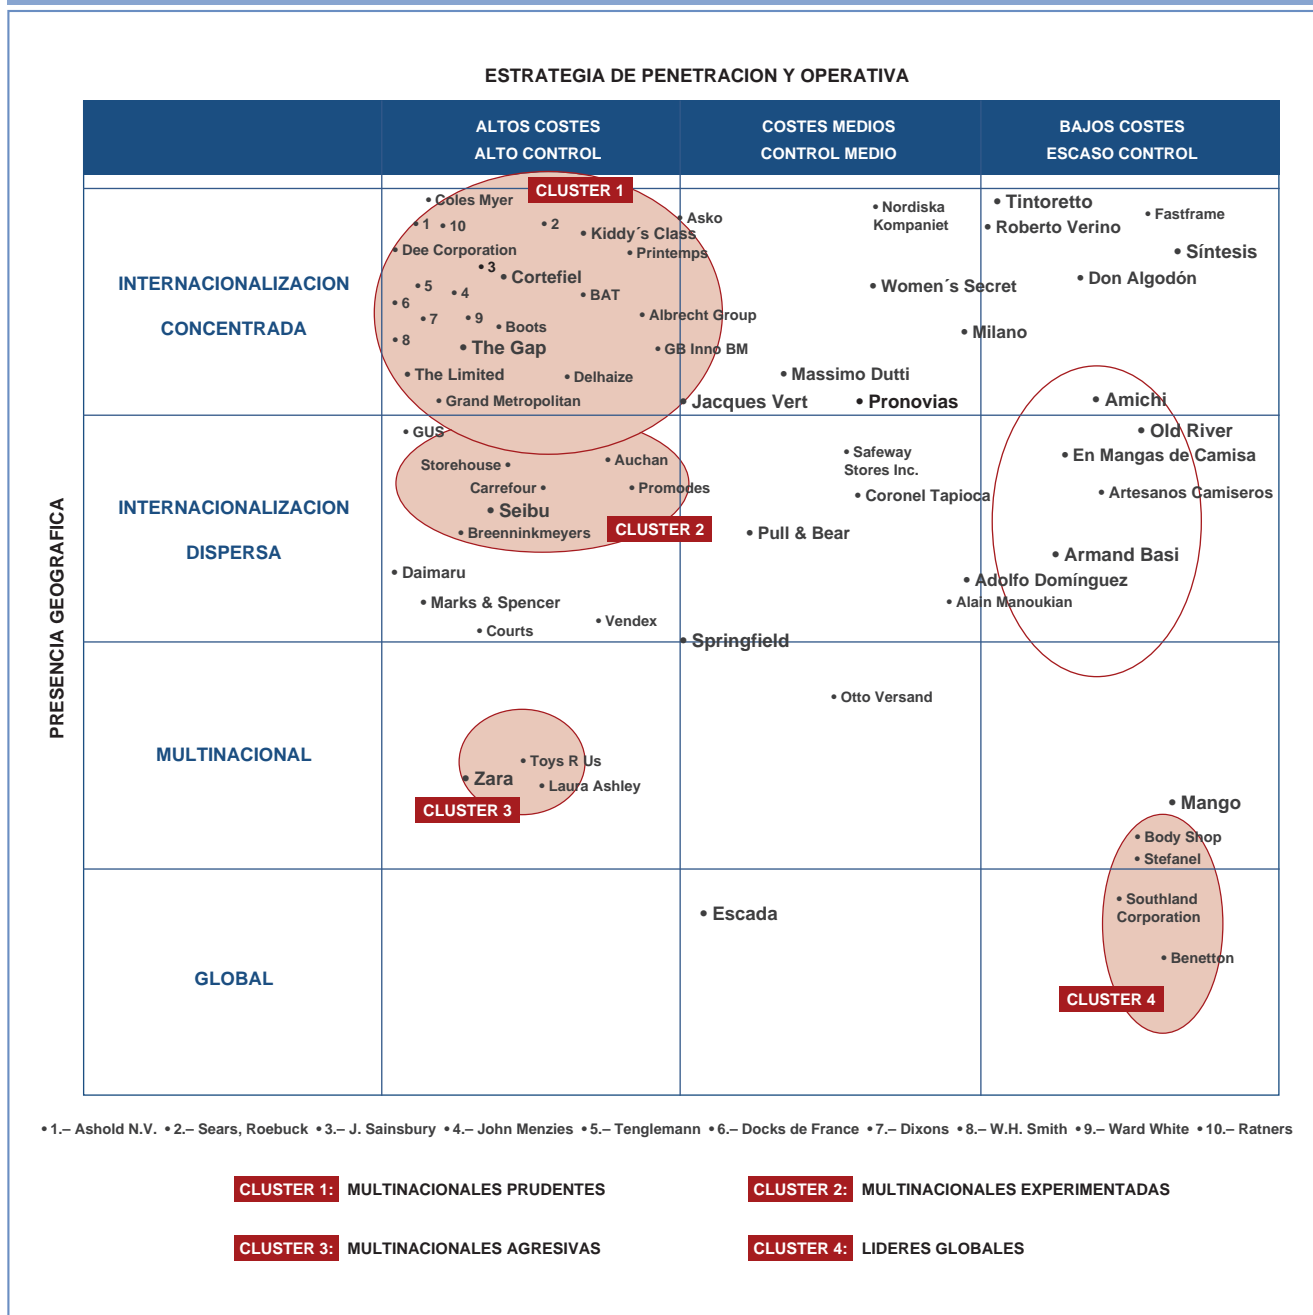 ESTRATEGIA DE PENETRACION Y OPERATIVA
ALTOS COSTES
ALTO CONTROL
COSTES MEDIOS
CONTROL MEDIO
BAJOS COSTES
ESCASO CONTROL
PRESENCIA GEOGRAFICA
INTERNACIONALIZACION
CONCENTRADA
CLUSTER 1
• Coles Myer
• 1
• 10
• 2
• Kiddy´s Class
• Dee Corporation
• Printemps
• 3
• Cortefiel
• 5
• 4
• BAT
• 6
• 7
• 9
• Boots
• Albrecht Group
• 8
• The Gap
• GB Inno BM
• The Limited
• Delhaize
• Grand Metropolitan
• Asko
• Nordiska
Kompaniet
• Women´s Secret
• Milano
• Massimo Dutti
• Jacques Vert
• Pronovias
• Tintoretto
• Fastframe
• Roberto Verino
• Síntesis
• Don Algodón
• Amichi
INTERNACIONALIZACION
DISPERSA
• GUS
Storehouse •
• Auchan
Carrefour •
• Promodes
• Seibu
• Breenninkmeyers
CLUSTER 2
• Daimaru
• Marks & Spencer
• Vendex
• Courts
• Safeway
Stores Inc.
• Coronel Tapioca
• Pull & Bear
• Springfield
• Old River
• En Mangas de Camisa
• Artesanos Camiseros
• Armand Basi
• Adolfo Domínguez
• Alain Manoukian
MULTINACIONAL
• Toys R Us
• Zara
• Laura Ashley
CLUSTER 3
• Otto Versand
• Mango
• Body Shop
• Stefanel
GLOBAL
• Escada
• Southland
Corporation
• Benetton
CLUSTER 4
• 1.– Ashold N.V. • 2.– Sears, Roebuck • 3.– J. Sainsbury • 4.– John Menzies • 5.– Tenglemann • 6.– Docks de France • 7.– Dixons • 8.– W.H. Smith • 9.– Ward White • 10.– Ratners
CLUSTER 1: MULTINACIONALES PRUDENTES
CLUSTER 2: MULTINACIONALES EXPERIMENTADAS
CLUSTER 3: MULTINACIONALES AGRESIVAS
CLUSTER 4: LIDERES GLOBALES